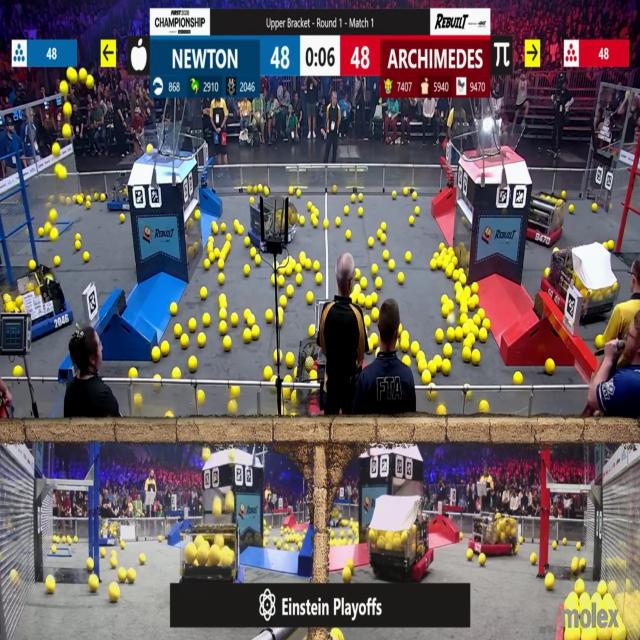 FIRST 2026
CHAMPIONSHIP
Upper Bracket - Round 1 - Match 1
REBUILT
48
NEWTON 48 0:06 48 ARCHIMEDES
π
48
868 2910 2046 7407 5940 9470
REBUILT
REBUILT
9470
2046
FTA
Einstein Playoffs
molex